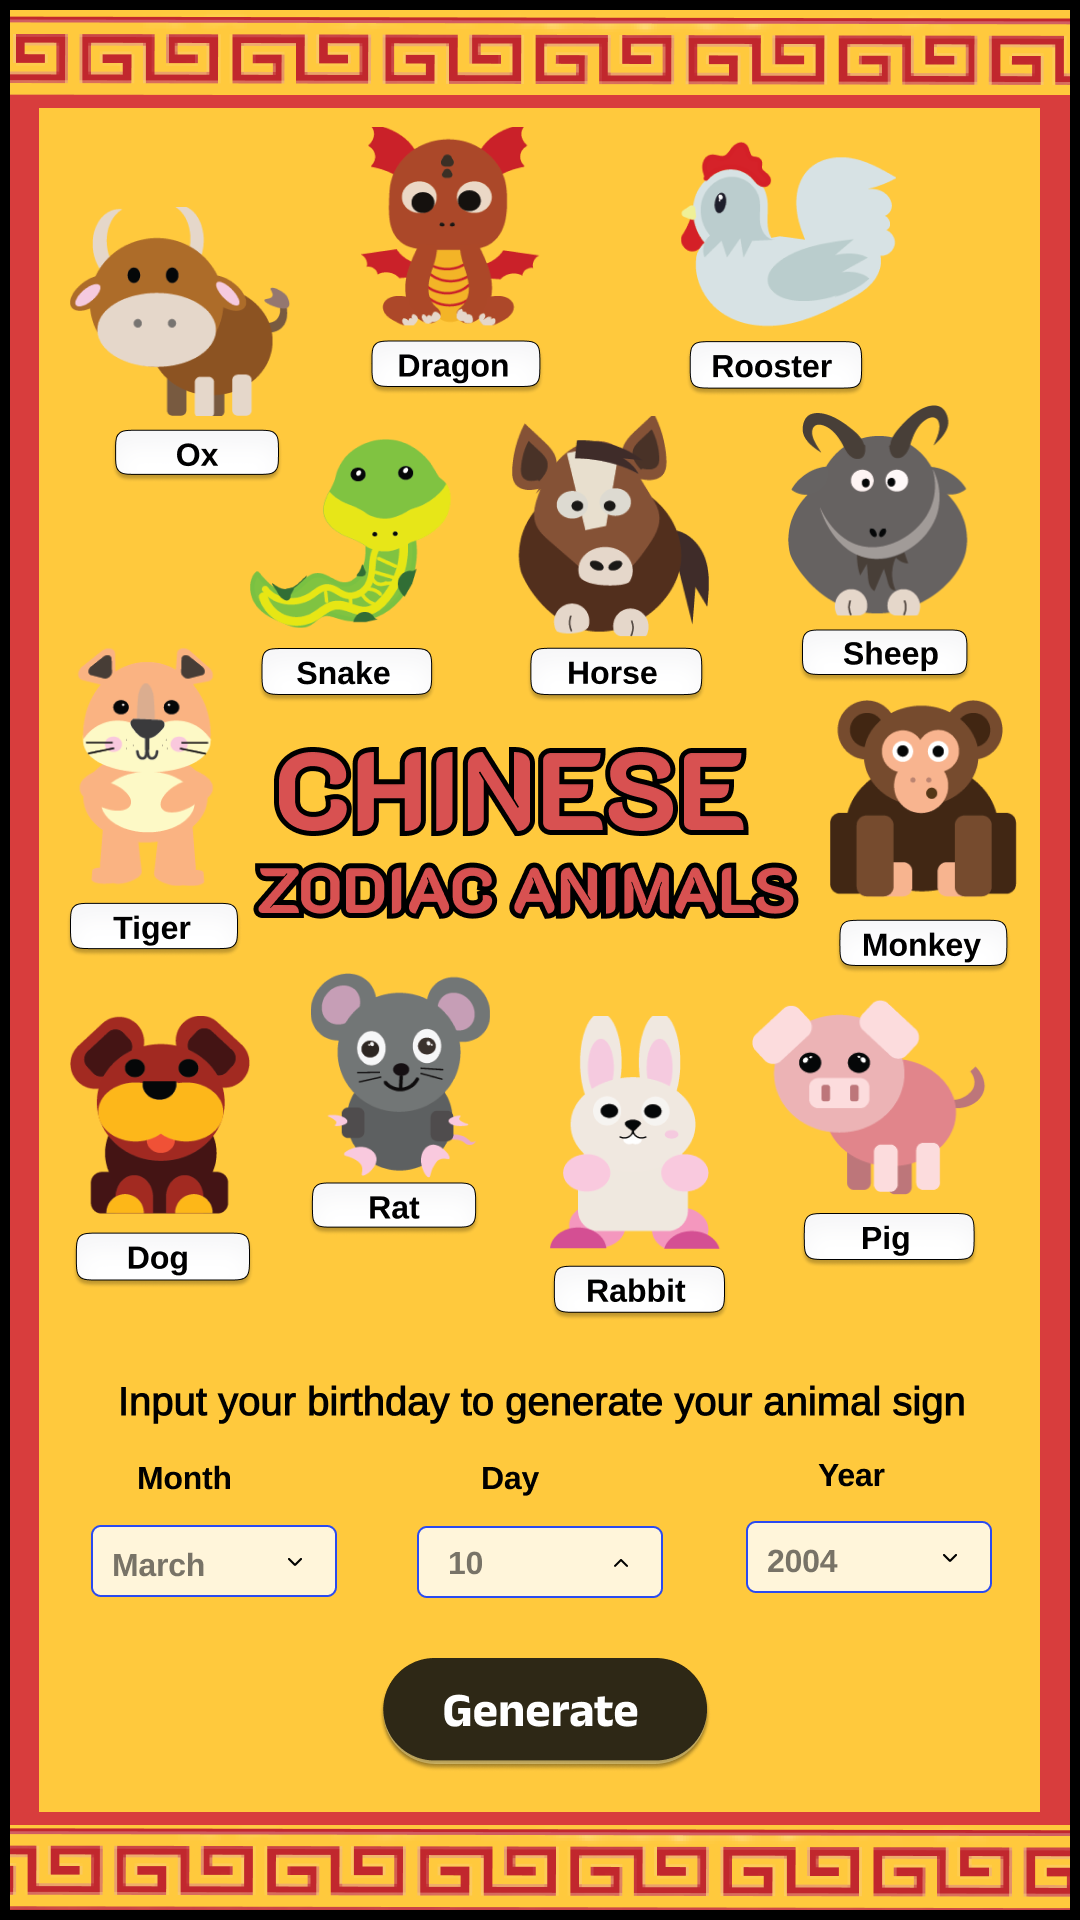 Dragon
Rooster
Ox
Snake
Horse
Sheep
CHINESE
ZODIAC ANIMALS
Tiger
Monkey
Rat
Dog
Pig
Rabbit
Input your birthday to generate your animal sign
Month
Day
Year
March
10
2004
Generate